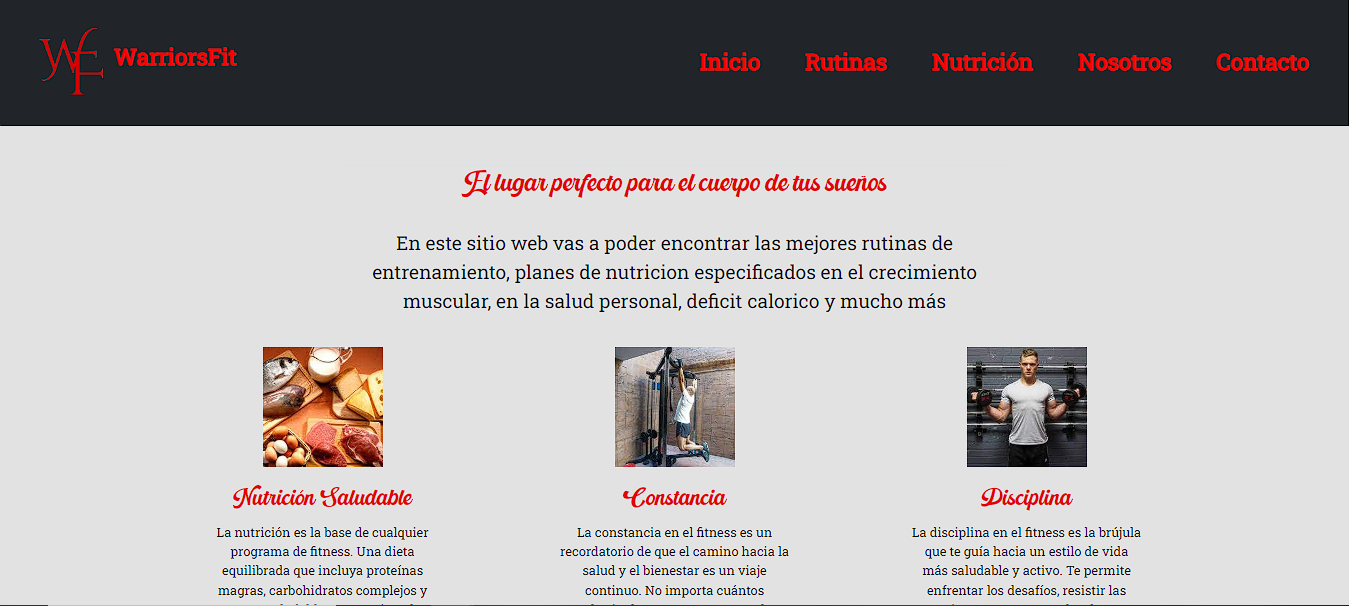 WF WarriorsFit
Inicio Rutinas Nutrición Nosotros Contacto
El lugar perfecto para el cuerpo de tus sueños
En este sitio web vas a poder encontrar las mejores rutinas de
entrenamiento, planes de nutricion especificados en el crecimiento
muscular, en la salud personal, deficit calorico y mucho más
Nutrición Saludable
La nutrición es la base de cualquier
programa de fitness. Una dieta
equilibrada que incluya proteínas
magras, carbohidratos complejos y
Constancia
La constancia en el fitness es un
recordatorio de que el camino hacia la
salud y el bienestar es un viaje
continuo. No importa cuántos
Disciplina
La disciplina en el fitness es la brújula
que te guía hacia un estilo de vida
más saludable y activo. Te permite
enfrentar los desafíos, resistir las